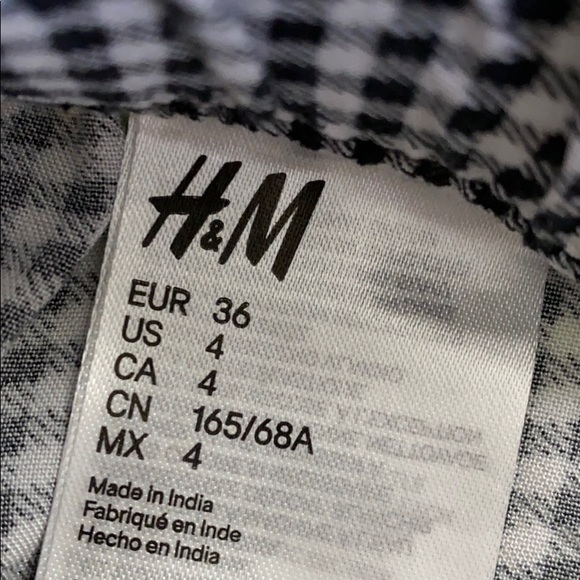 H&M
EUR 36
US 4
CA 4
CN 165/68A
MX 4
Made in India
Fabriqué en Inde
Hecho en India